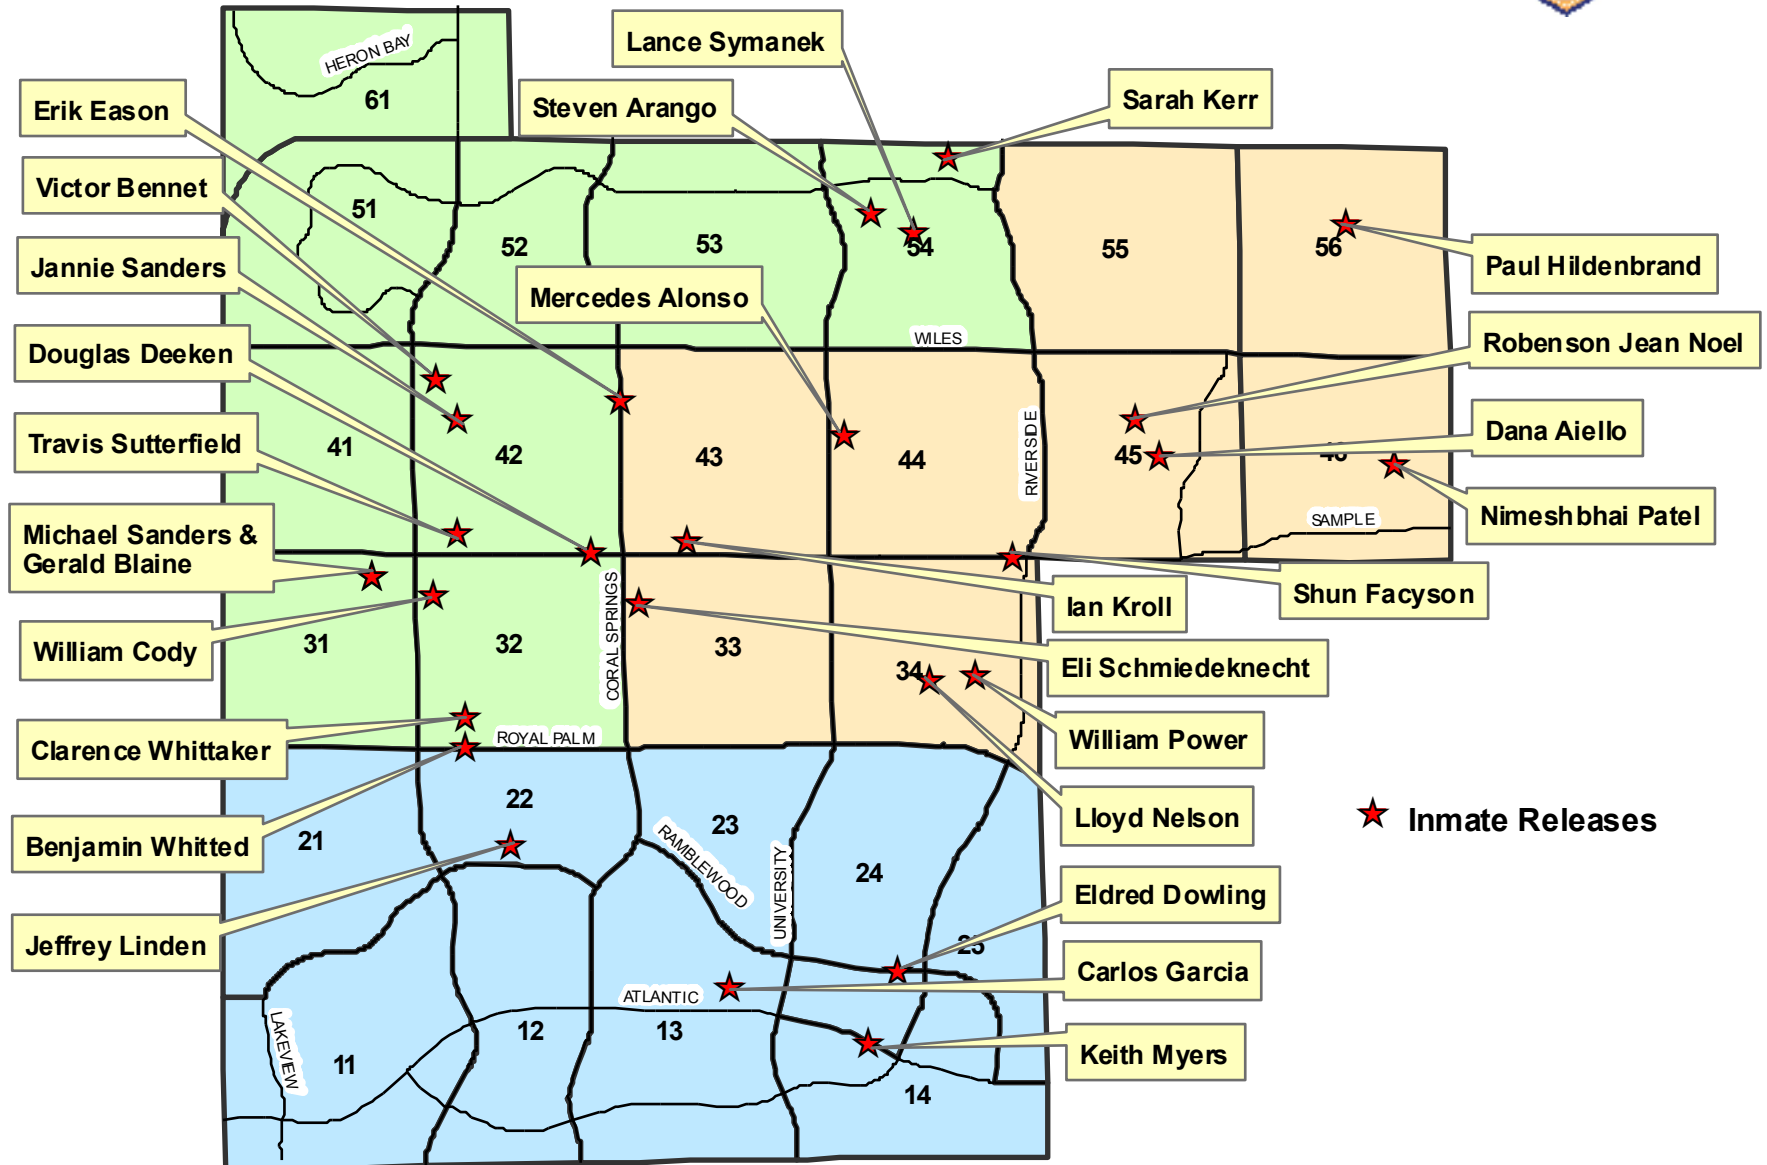 Lance Symanek
HERON BAY
Sarah Kerr
61
Erik Eason
Steven Arango
Victor Bennet
51
52
53
54
55
56
Paul Hildenbrand
Jannie Sanders
Mercedes Alonso
WILES
Robenson Jean Noel
Douglas Deeken
Travis Sutterfield
41
42
43
44
RIVERSIDE
45
46
Dana Aiello
Nimeshbhai Patel
SAMPLE
Michael Sanders &
Gerald Blaine
Ian Kroll
Shun Facyson
William Cody
31
32
CORAL SPRINGS
33
34
Eli Schmiedeknecht
Clarence Whittaker
ROYAL PALM
William Power
Benjamin Whitted
21
22
23
RAMBLEWOOD
UNIVERSITY
24
Lloyd Nelson
Inmate Releases
Eldred Dowling
Jeffrey Linden
25
Carlos Garcia
ATLANTIC
LAKEVIEW
11
12
13
14
Keith Myers